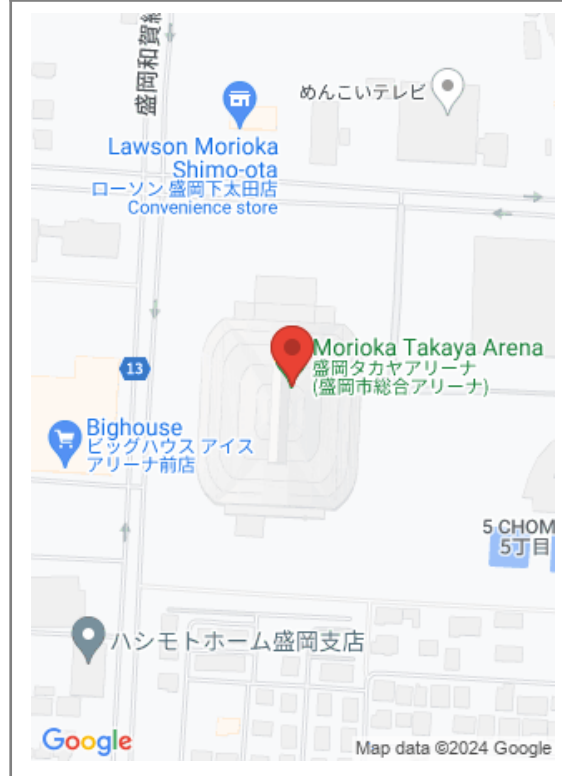 盛岡和賀線
めんこいテレビ
Lawson Morioka
Shimo-ota
ローソン 盛岡下太田店
Convenience store
Morioka Takaya Arena
盛岡タカヤアリーナ
(盛岡市総合アリーナ)
13
Bighouse
ビッグハウス アイス
アリーナ前店
5 CHOM
5丁目
ハシモトホーム盛岡支店
Google
Map data ©2024 Google